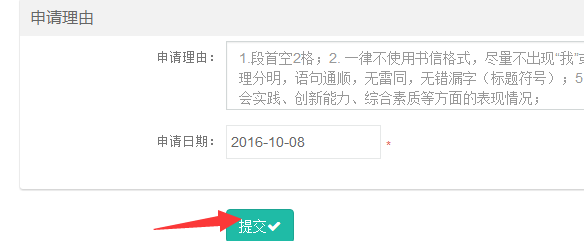 申请理由
申请理由：
1.段首空2格；2. 一律不使用书信格式，尽量不出现“我”或
理分明，语句通顺，无雷同，无错漏字（标题符号）；5
会实践、创新能力、综合素质等方面的表现情况；
申请日期：
2016-10-08
*
提交